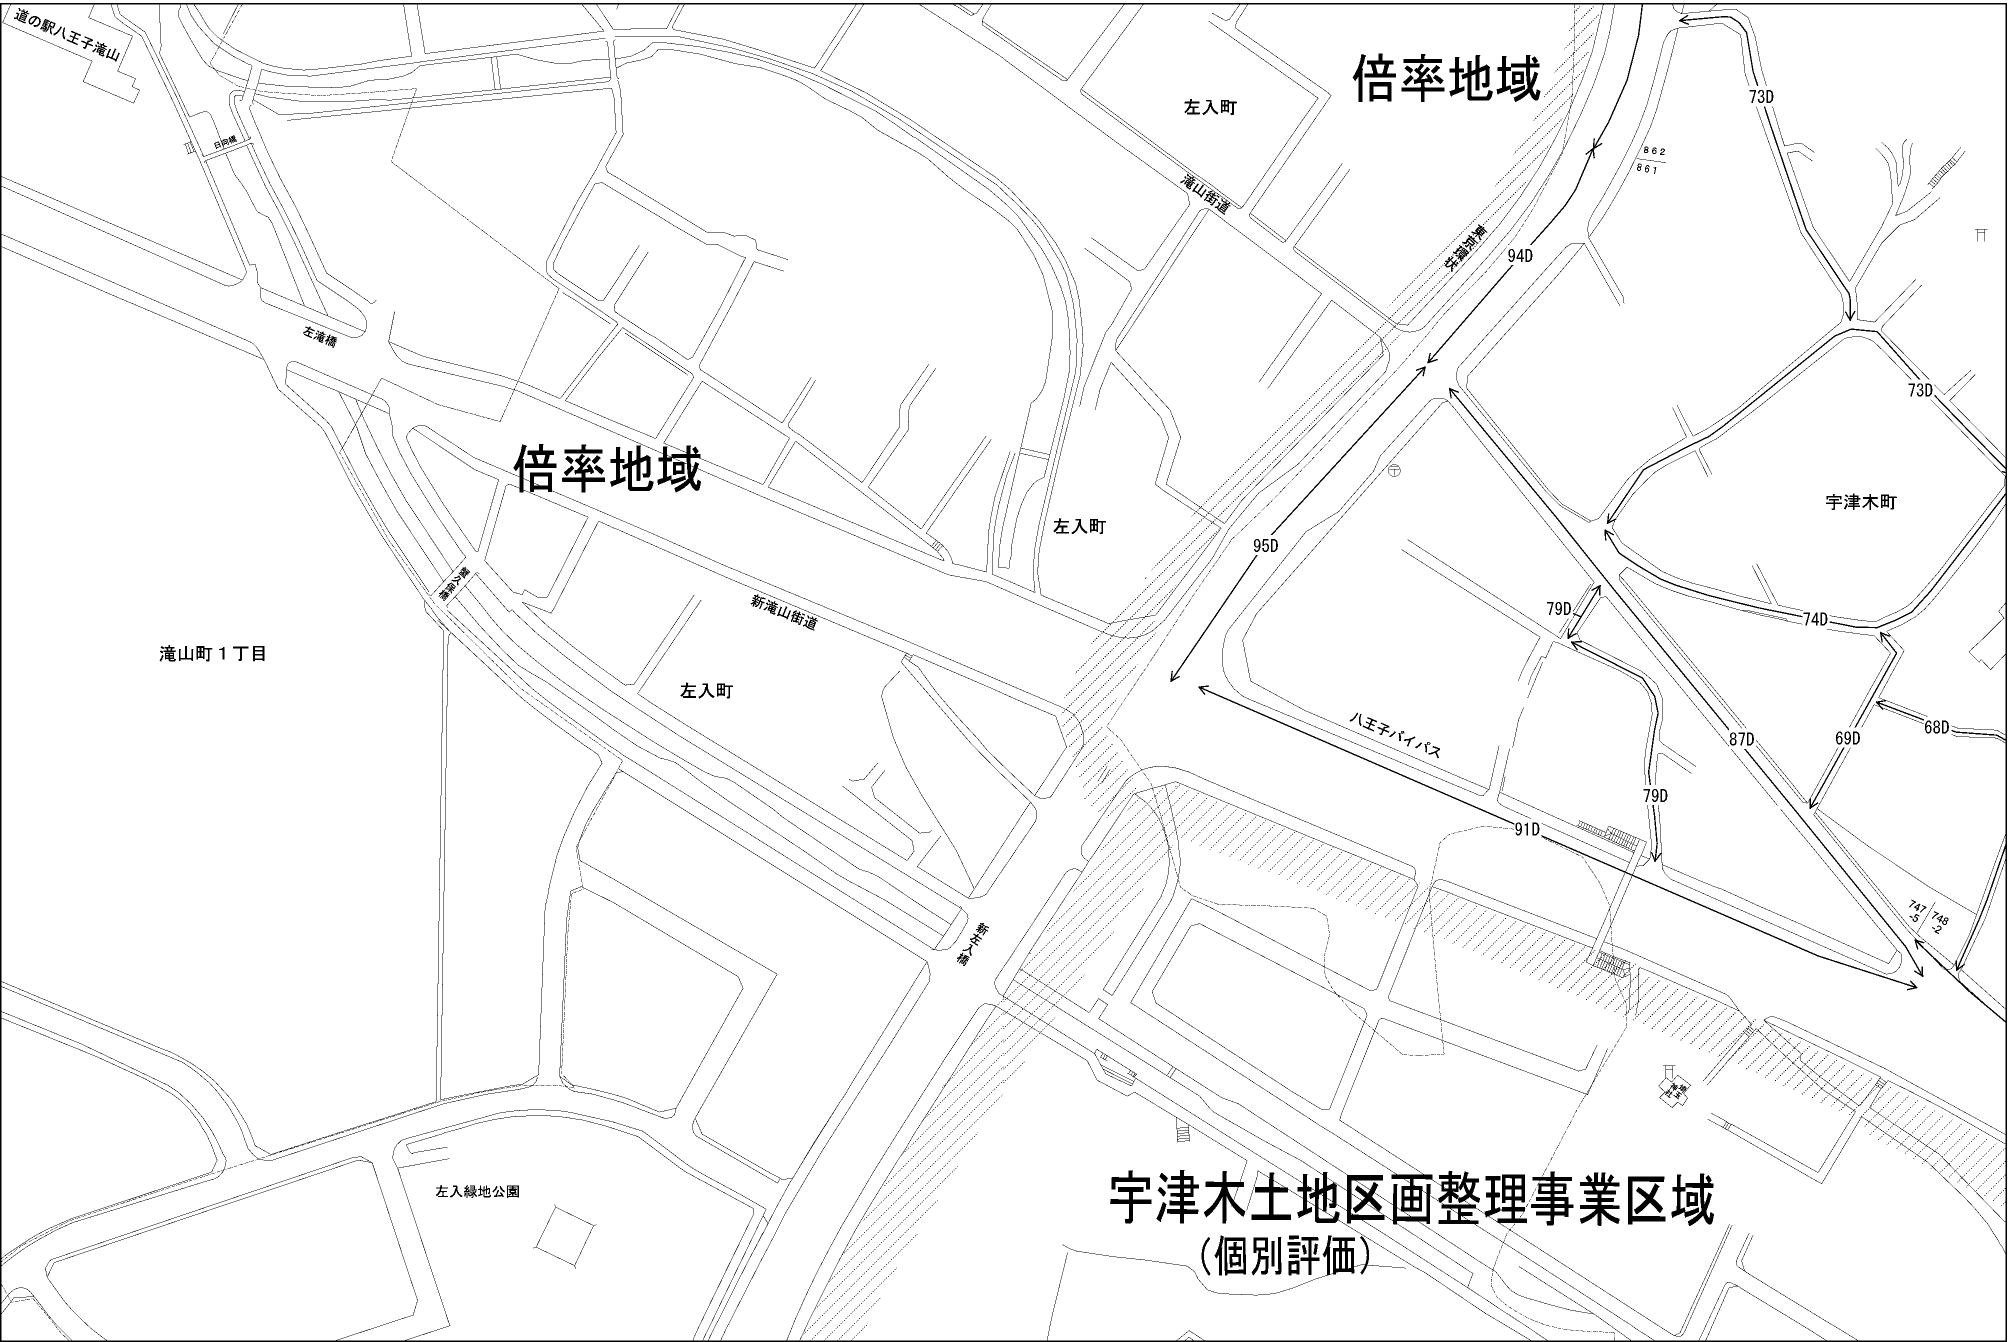 道の駅八王子滝山
日向橋
左入町
倍率地域
73D
862
861
滝山街道
東京環状
94D
左滝橋
73D
倍率地域
宇津木町
左入町
95D
79D
74D
新滝山街道
滝山町1丁目
左入町
八王子バイパス
87D
69D
68D
79D
91D
747
-5
748
-2
新左入橋
左入緑地公園
宇津木土地区画整理事業区域
(個別評価)